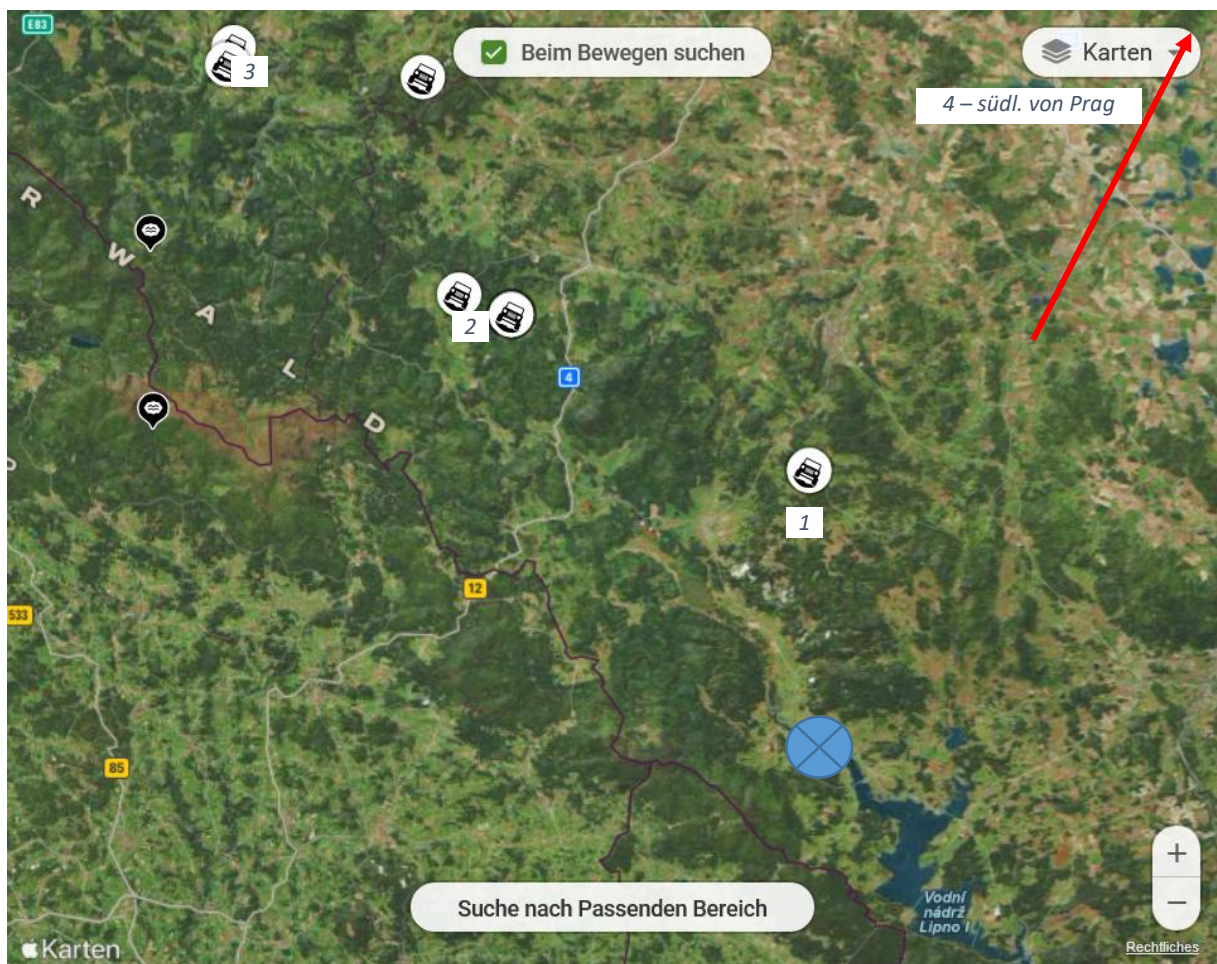 E83
Beim Bewegen suchen
Karten
3
4 – südl. von Prag
R
W
A
L
D
2
4
1
12
533
85
Suche nach Passenden Bereich
Vodní
nádrž
Lipno I
Karten
Rechtliches